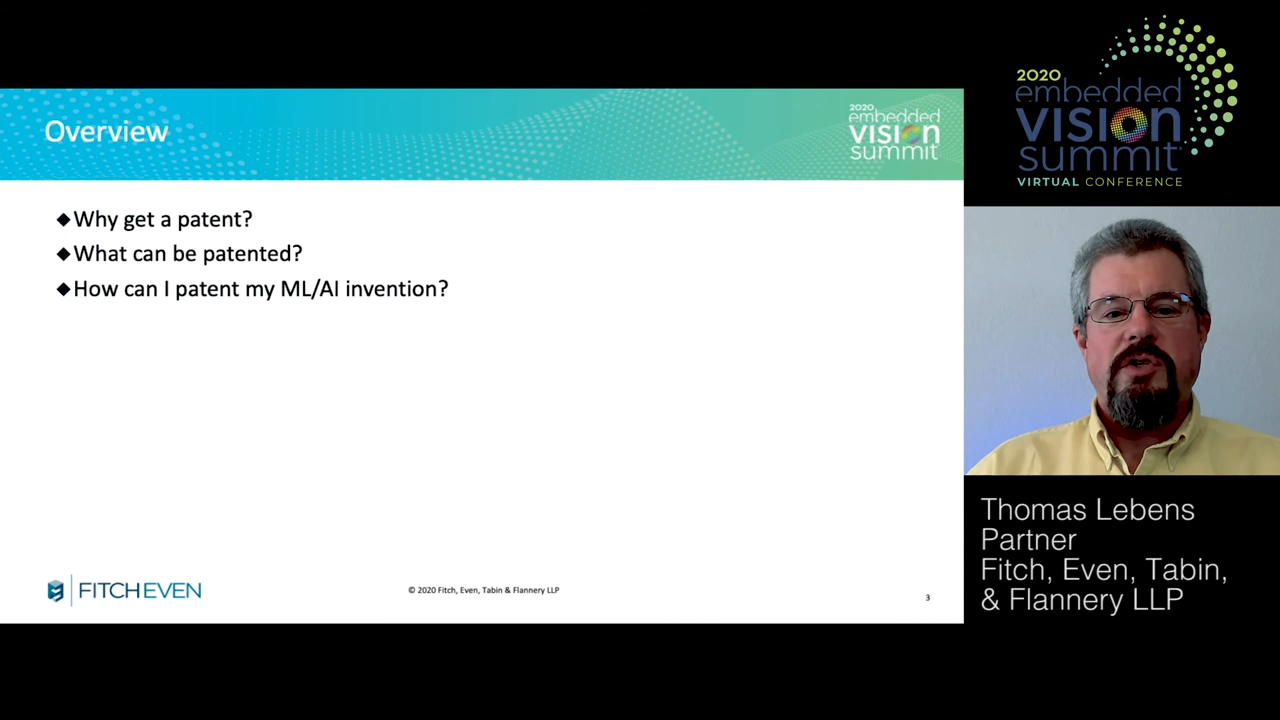 Overview
2020
embedded
vision
summit
◆Why get a patent?
◆What can be patented?
◆How can I patent my ML/AI invention?
FITCHEVEN
© 2020 Fitch, Even, Tabin & Flannery LLP
3
2020
embedded
vision
summit
VIRTUAL CONFERENCE
Thomas Lebens
Partner
Fitch, Even, Tabin,
& Flannery LLP